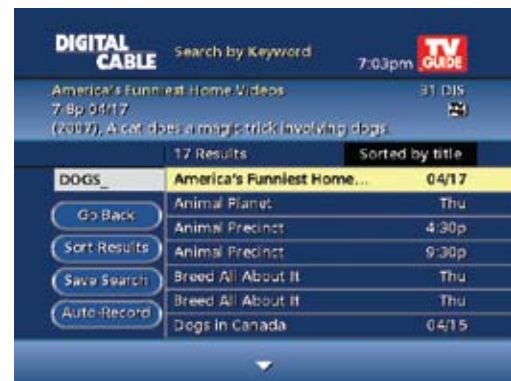 DIGITAL CABLE
Search by Keyword
7:03pm
TV GUIDE
America's Funniest Home Videos 31 DIS
7-8p 04/17
(2007), A cat does a magic trick involving dogs.
17 Results Sorted by title
DOGS_
America's Funniest Home... 04/17
Animal Planet Thu
Animal Precinct 4:30p
Animal Precinct 9:30p
Breed All About It Thu
Breed All About It Thu
Dogs in Canada 04/15
Go Back
Sort Results
Save Search
Auto-Record